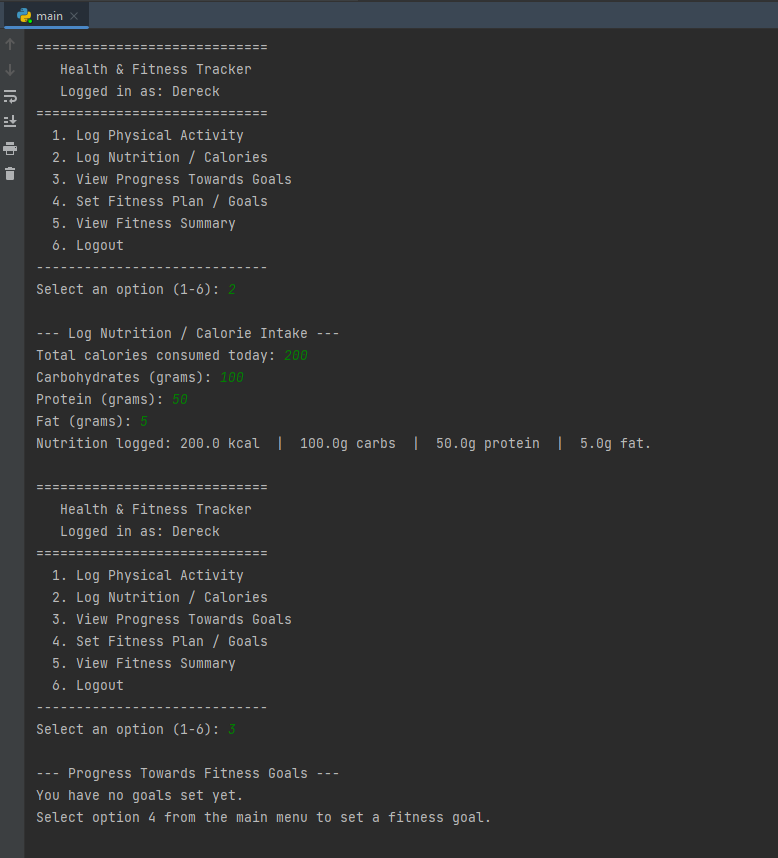 main
==============================
Health & Fitness Tracker
Logged in as: Dereck
==============================
1. Log Physical Activity
2. Log Nutrition / Calories
3. View Progress Towards Goals
4. Set Fitness Plan / Goals
5. View Fitness Summary
6. Logout
-----------------------------
Select an option (1-6): 2
--- Log Nutrition / Calorie Intake ---
Total calories consumed today: 200
Carbohydrates (grams): 100
Protein (grams): 50
Fat (grams): 5
Nutrition logged: 200.0 kcal  |  100.0g carbs  |  50.0g protein  |  5.0g fat.
=============================
Health & Fitness Tracker
Logged in as: Dereck
=============================
1. Log Physical Activity
2. Log Nutrition / Calories
3. View Progress Towards Goals
4. Set Fitness Plan / Goals
5. View Fitness Summary
6. Logout
-----------------------------
Select an option (1-6): 3
--- Progress Towards Fitness Goals ---
You have no goals set yet.
Select option 4 from the main menu to set a fitness goal.